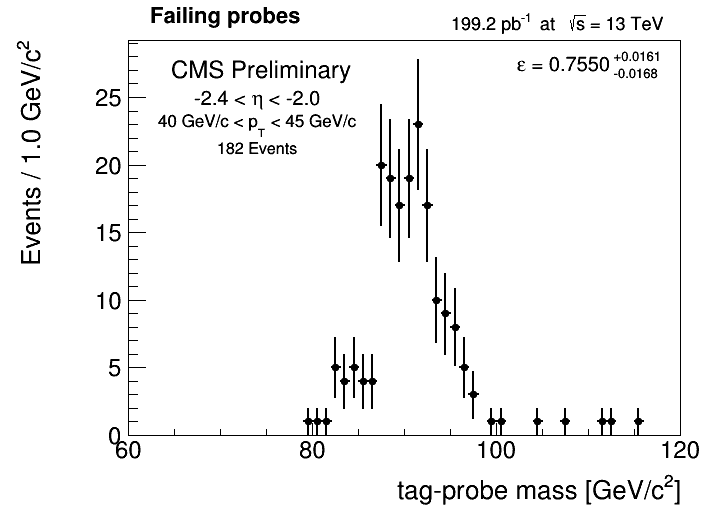 Failing probes
199.2 pb⁻¹ at √s = 13 TeV
CMS Preliminary
ε = 0.7550 +0.0161 -0.0168
-2.4 < η < -2.0
40 GeV/c < p_T < 45 GeV/c
182 Events
Events / 1.0 GeV/c²
25
20
15
10
5
0
60 80 100 120
tag-probe mass [GeV/c²]